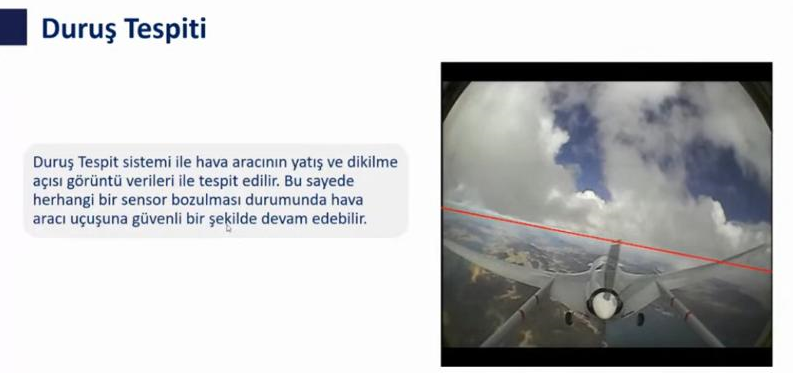 Duruş Tespiti
Duruş Tespit sistemi ile hava aracının yatış ve dikilme
açısı görüntü verileri ile tespit edilir. Bu sayede
herhangi bir sensor bozulması durumunda hava
aracı uçuşuna güvenli bir şekilde devam edebilir.